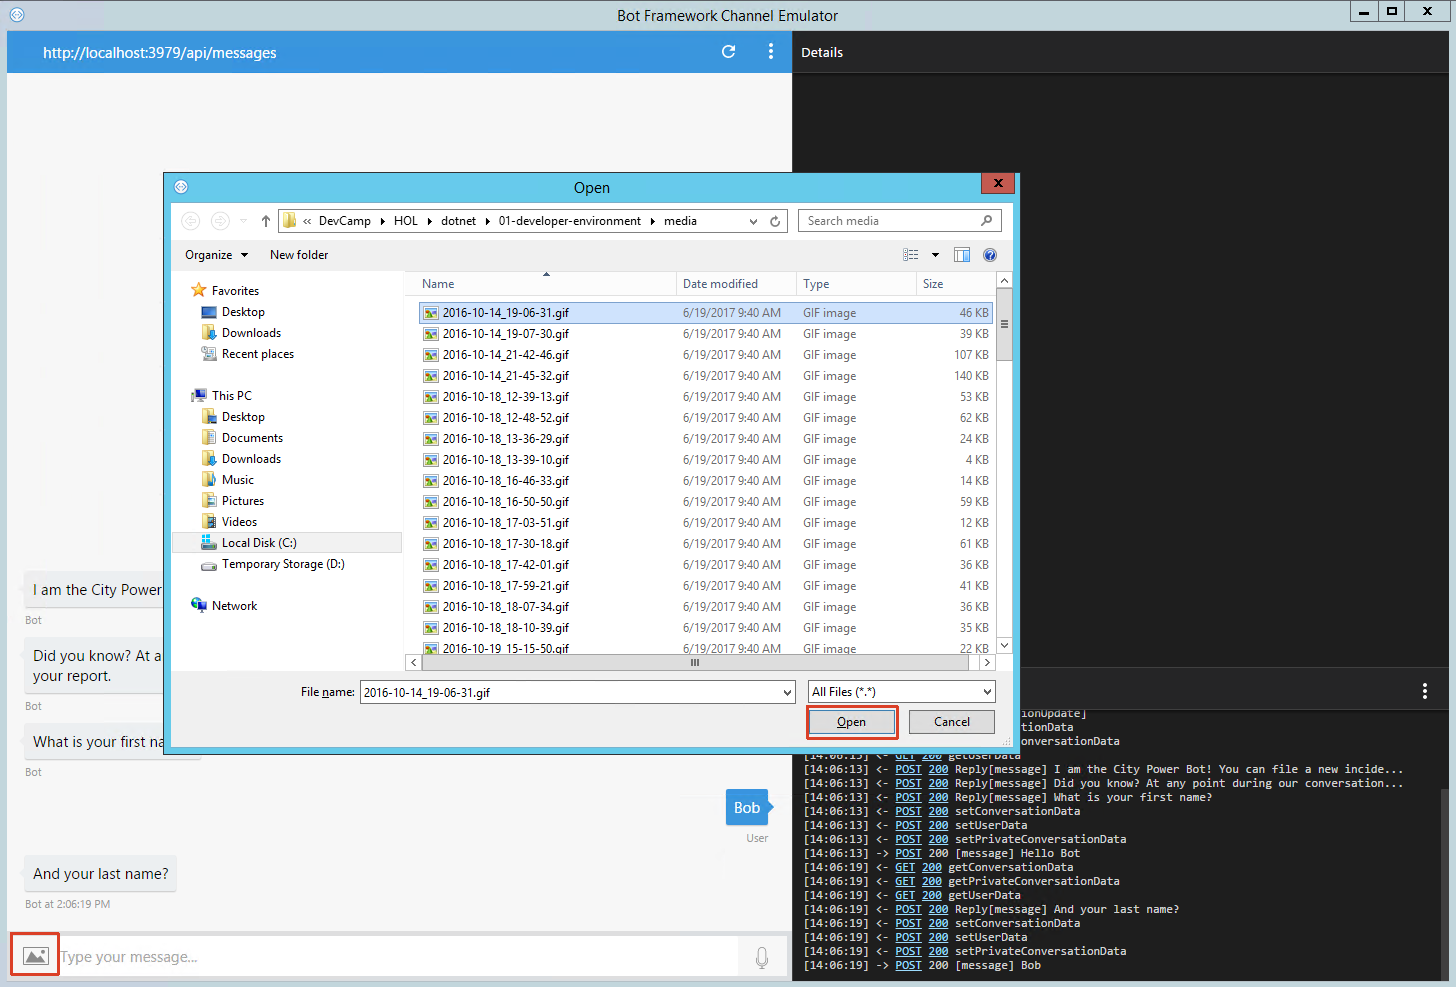 Bot Framework Channel Emulator
http://localhost:3979/api/messages
Details
Open
« DevCamp HOL dotnet 01-developer-environment media
Search media
Organize New folder
Favorites
Desktop
Downloads
Recent places
This PC
Desktop
Documents
Downloads
Music
Pictures
Videos
Local Disk (C:)
Temporary Storage (D:)
Network
Name Date modified Type Size
2016-10-14_19-06-31.gif 6/19/2017 9:40 AM GIF image 46 KB
2016-10-14_19-07-30.gif 6/19/2017 9:40 AM GIF image 39 KB
2016-10-14_21-42-46.gif 6/19/2017 9:40 AM GIF image 107 KB
2016-10-14_21-45-32.gif 6/19/2017 9:40 AM GIF image 140 KB
2016-10-18_12-39-13.gif 6/19/2017 9:40 AM GIF image 53 KB
2016-10-18_12-48-52.gif 6/19/2017 9:40 AM GIF image 62 KB
2016-10-18_13-36-29.gif 6/19/2017 9:40 AM GIF image 24 KB
2016-10-18_13-39-10.gif 6/19/2017 9:40 AM GIF image 4 KB
2016-10-18_16-46-33.gif 6/19/2017 9:40 AM GIF image 14 KB
2016-10-18_16-50-50.gif 6/19/2017 9:40 AM GIF image 59 KB
2016-10-18_17-03-51.gif 6/19/2017 9:40 AM GIF image 12 KB
2016-10-18_17-30-18.gif 6/19/2017 9:40 AM GIF image 61 KB
2016-10-18_17-42-01.gif 6/19/2017 9:40 AM GIF image 36 KB
2016-10-18_17-59-21.gif 6/19/2017 9:40 AM GIF image 41 KB
2016-10-18_18-07-34.gif 6/19/2017 9:40 AM GIF image 36 KB
2016-10-18_18-10-39.gif 6/19/2017 9:40 AM GIF image 35 KB
2016-10-19_15-15-50.gif 6/19/2017 9:40 AM GIF image 22 KB
File name: 2016-10-14_19-06-31.gif
All Files (*.*)
Open Cancel
I am the City Power
Bot
Did you know? At a
your report.
Bot
What is your first na
Bot
Bob
User
And your last name?
Bot at 2:06:19 PM
Type your message...
ionUpdate]
tionData
onversationData
[14:06:13] <- GET 200 getUserData
[14:06:13] <- POST 200 Reply[message] I am the City Power Bot! You can file a new incide...
[14:06:13] <- POST 200 Reply[message] Did you know? At any point during our conversation...
[14:06:13] <- POST 200 Reply[message] What is your first name?
[14:06:13] <- POST 200 setConversationData
[14:06:13] <- POST 200 setUserData
[14:06:13] <- POST 200 setPrivateConversationData
[14:06:13] -> POST 200 [message] Hello Bot
[14:06:19] <- GET 200 getConversationData
[14:06:19] <- GET 200 getPrivateConversationData
[14:06:19] <- GET 200 getUserData
[14:06:19] <- POST 200 Reply[message] And your last name?
[14:06:19] <- POST 200 setConversationData
[14:06:19] <- POST 200 setUserData
[14:06:19] <- POST 200 setPrivateConversationData
[14:06:19] -> POST 200 [message] Bob